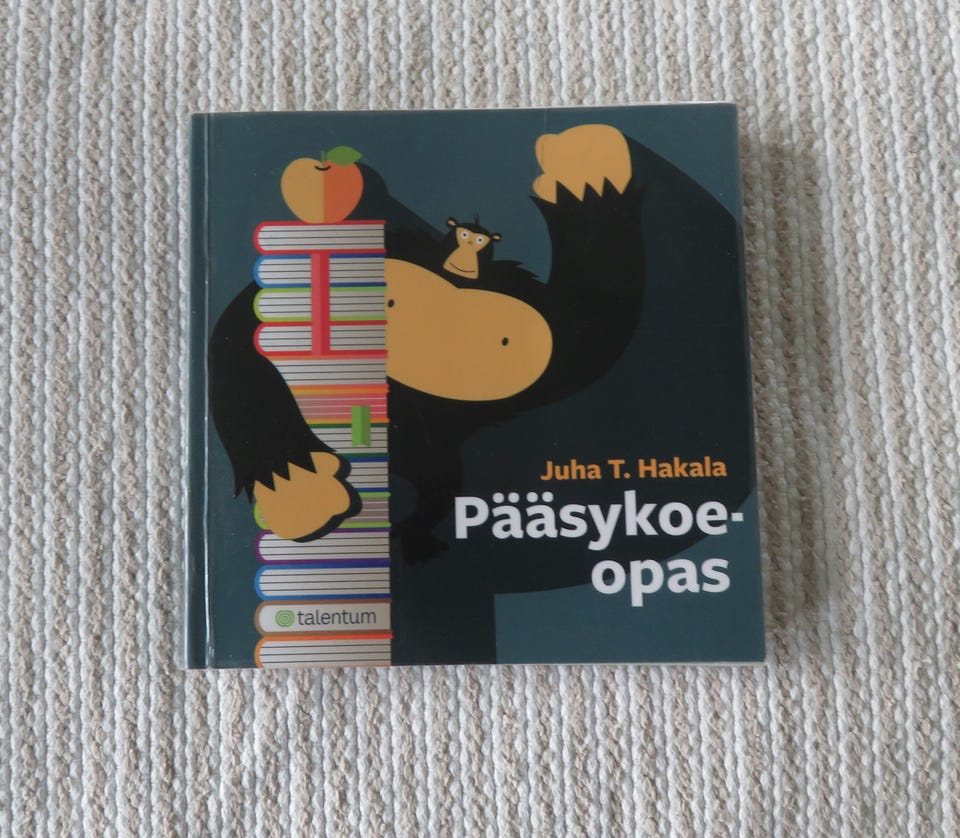 Juha T. Hakala
Pääsykoe-
opas
talentum